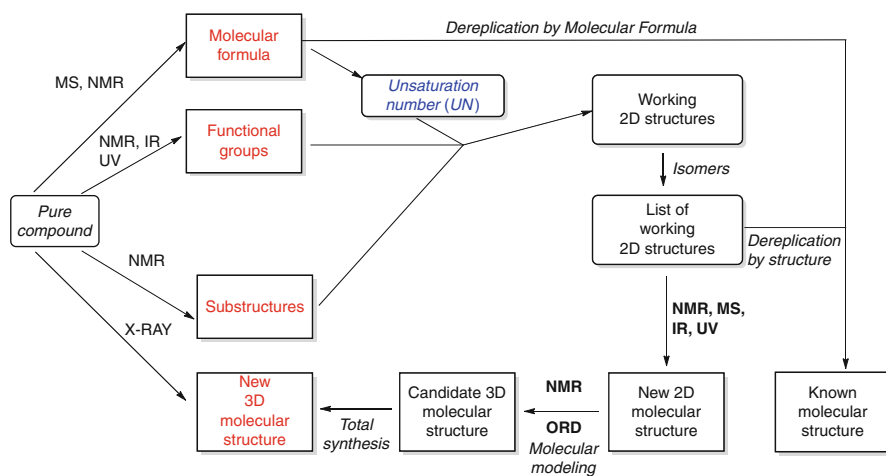 Molecular
formula
Dereplication by Molecular Formula
MS, NMR
Unsaturation
number (UN)
Working
2D structures
NMR, IR
UV
Functional
groups
Isomers
Pure
compound
List of
working
2D structures
Dereplication
by structure
NMR
Substructures
NMR, MS,
IR, UV
X-RAY
New
3D
molecular
structure
Total
synthesis
Candidate 3D
molecular
structure
NMR
ORD
Molecular
modeling
New 2D
molecular
structure
Known
molecular
structure